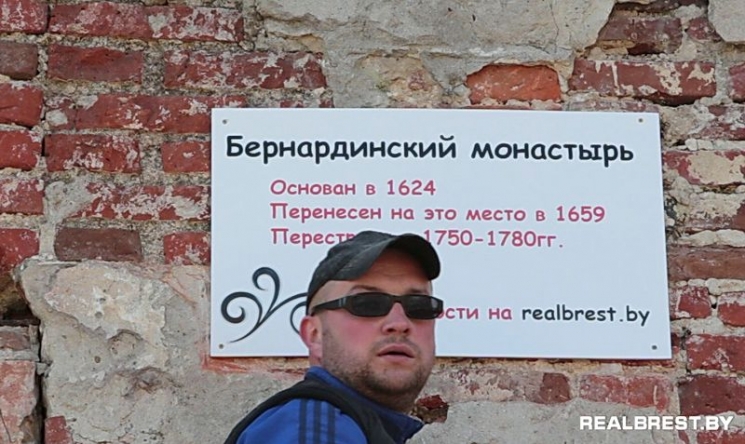 Бернардинский монастырь
Основан в 1624
Перенесен на это место в 1659
1750-1780гг.
на realbrest.by
REALBREST.BY